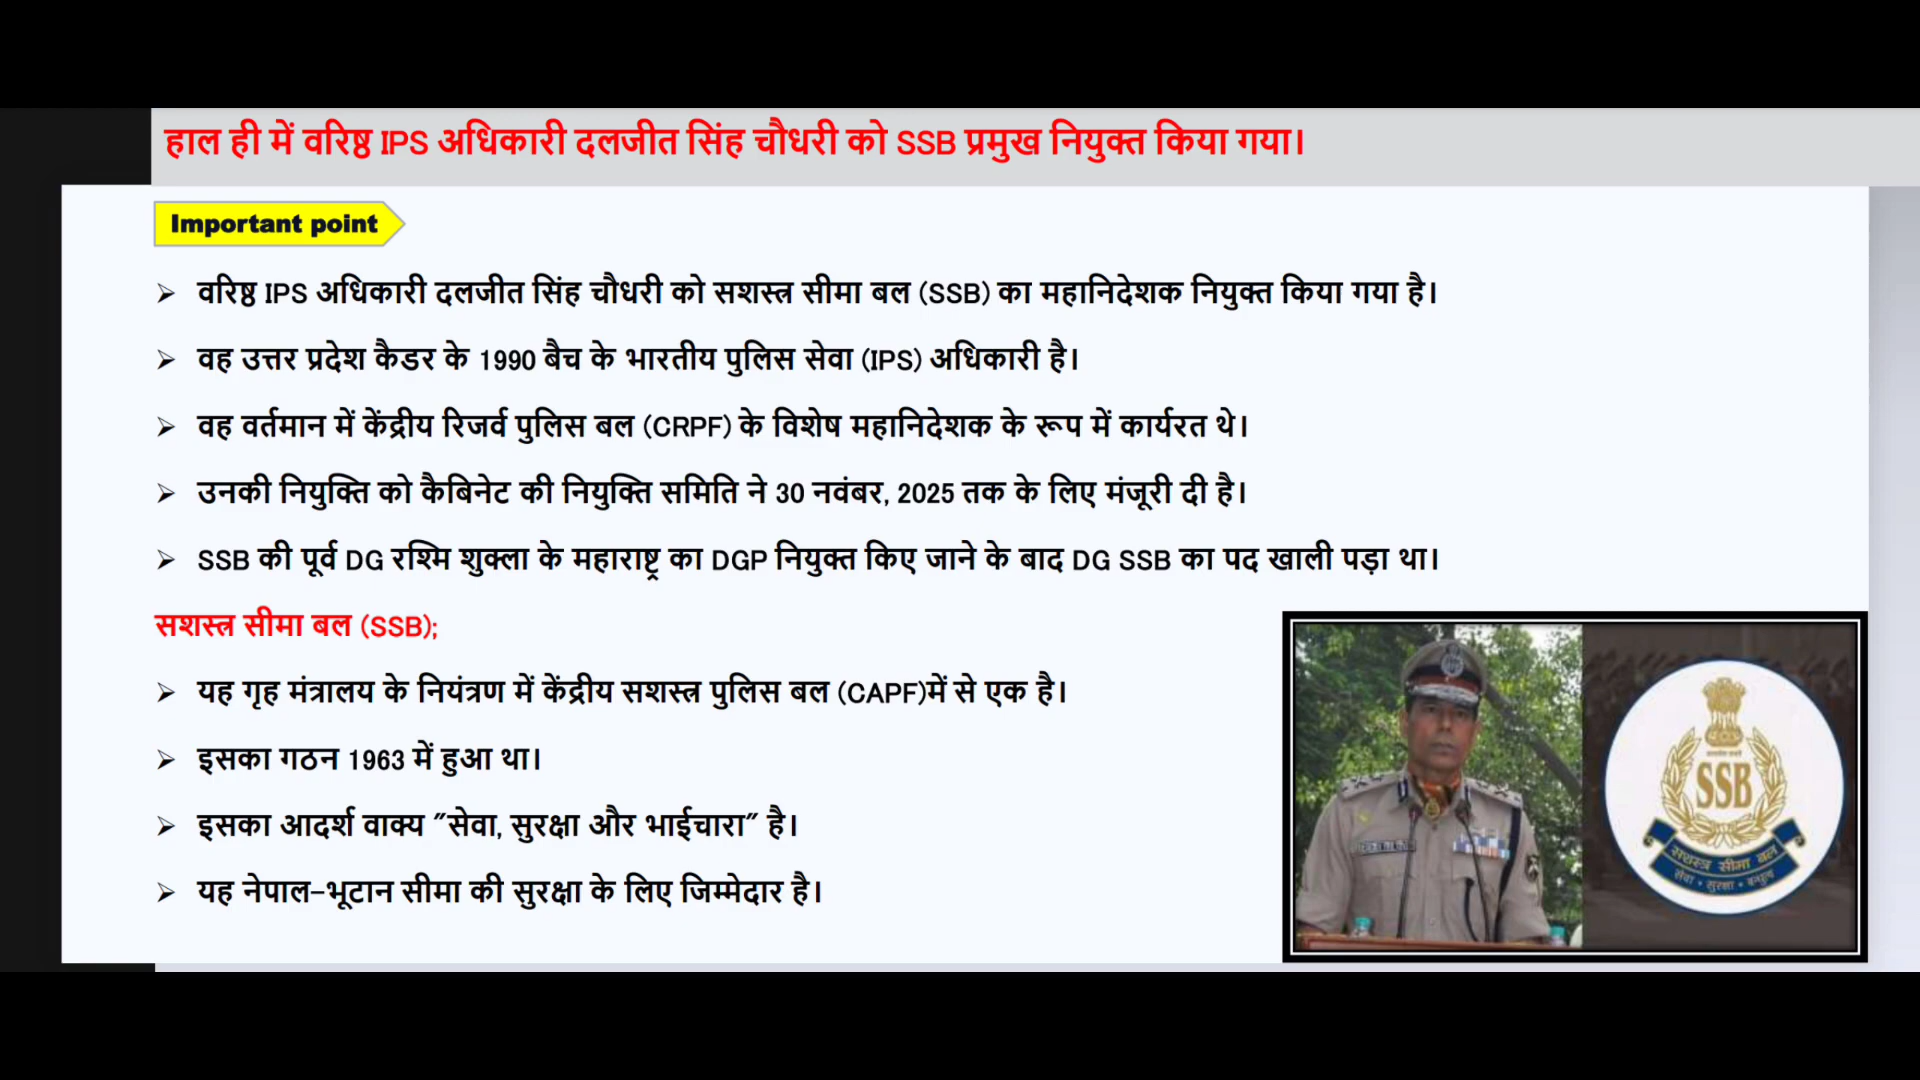 हाल ही में वरिष्ठ IPS अधिकारी दलजीत सिंह चौधरी को SSB प्रमुख नियुक्त किया गया।
Important point
➢ वरिष्ठ IPS अधिकारी दलजीत सिंह चौधरी को सशस्त्र सीमा बल (SSB) का महानिदेशक नियुक्त किया गया है।
➢ वह उत्तर प्रदेश कैडर के 1990 बैच के भारतीय पुलिस सेवा (IPS) अधिकारी है।
➢ वह वर्तमान में केंद्रीय रिजर्व पुलिस बल (CRPF) के विशेष महानिदेशक के रूप में कार्यरत थे।
➢ उनकी नियुक्ति को कैबिनेट की नियुक्ति समिति ने 30 नवंबर, 2025 तक के लिए मंजूरी दी है।
➢ SSB की पूर्व DG रश्मि शुक्ला के महाराष्ट्र का DGP नियुक्त किए जाने के बाद DG SSB का पद खाली पड़ा था।
सशस्त्र सीमा बल (SSB);
➢ यह गृह मंत्रालय के नियंत्रण में केंद्रीय सशस्त्र पुलिस बल (CAPF)में से एक है।
➢ इसका गठन 1963 में हुआ था।
➢ इसका आदर्श वाक्य "सेवा, सुरक्षा और भाईचारा" है।
➢ यह नेपाल-भूटान सीमा की सुरक्षा के लिए जिम्मेदार है।
SSB
सशस्त्र सीमा बल
सेवा • सुरक्षा • बन्धुत्व